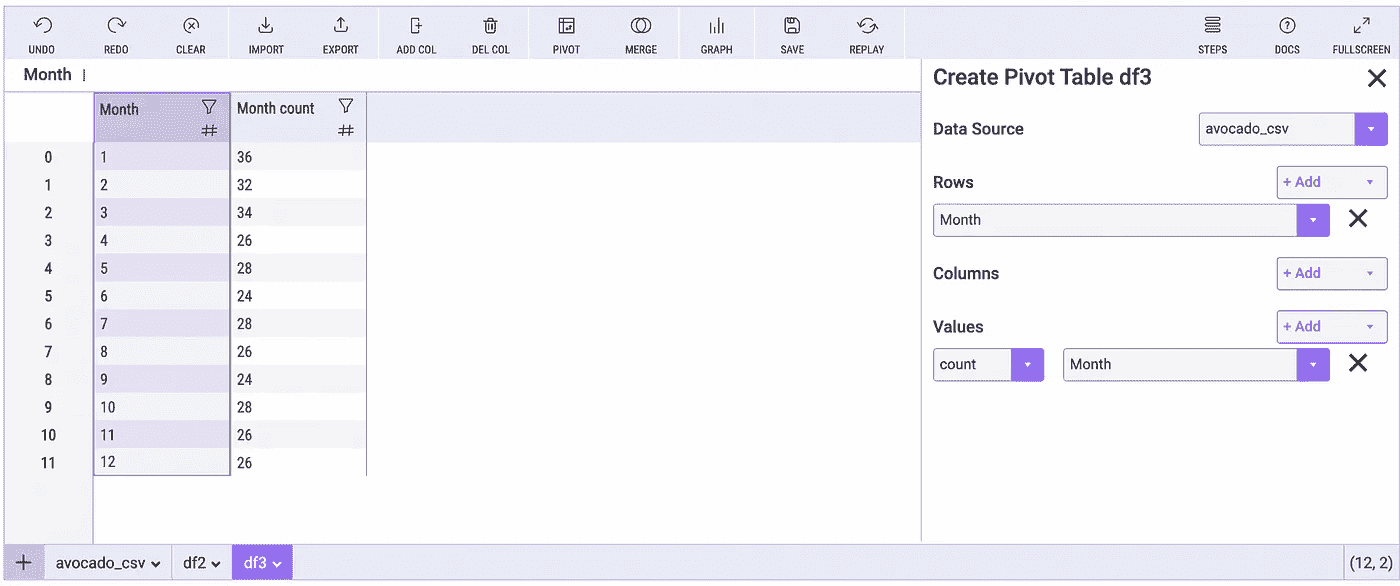 UNDO REDO CLEAR IMPORT EXPORT ADD COL DEL COL PIVOT MERGE GRAPH SAVE REPLAY STEPS DOCS FULLSCREEN
Month
Month Month count
0 1 36
1 2 32
2 3 34
3 4 26
4 5 28
5 6 24
6 7 28
7 8 26
8 9 24
9 10 28
10 11 26
11 12 26
Create Pivot Table df3
Data Source avocado_csv
Rows + Add
Month
Columns + Add
Values + Add
count Month
+ avocado_csv df2 df3 (12, 2)